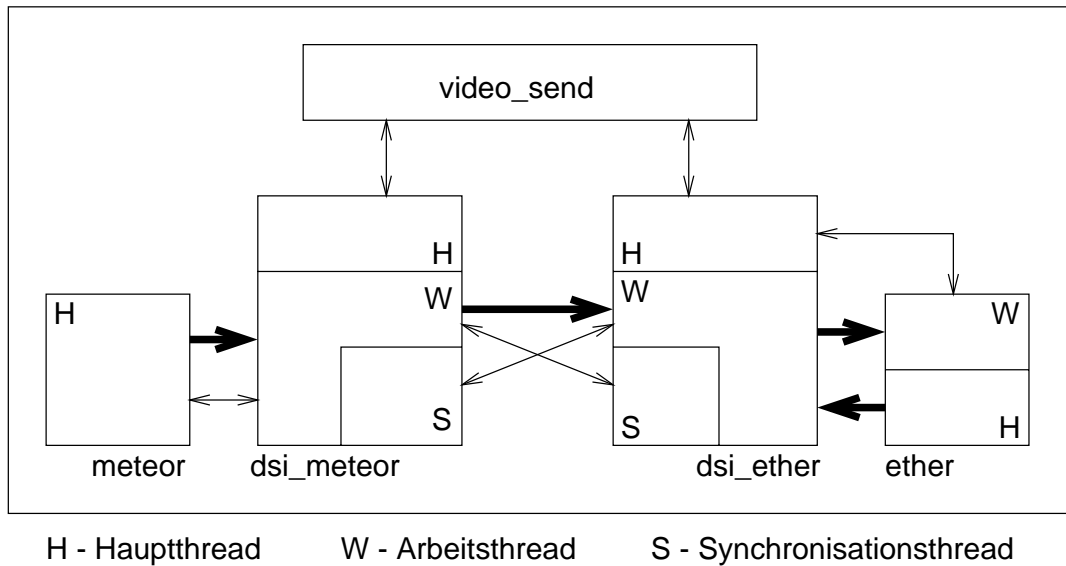 video_send
H
H
H
W
W
W
S
S
H
meteor
dsi_meteor
dsi_ether
ether
H - Hauptthread
W - Arbeitsthread
S - Synchronisationsthread